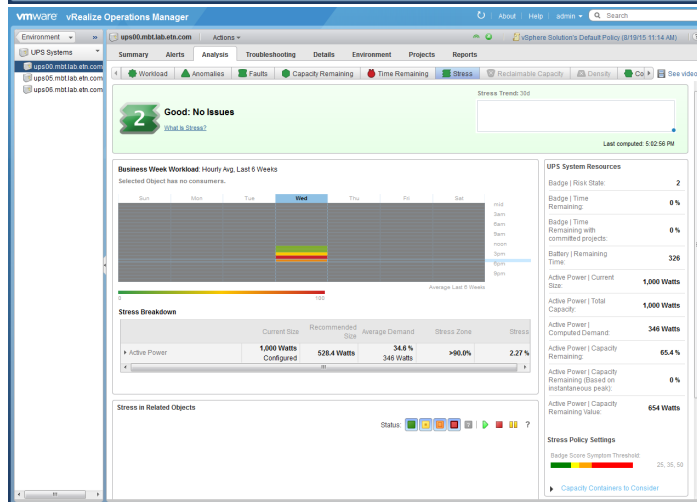 vmware vRealize Operations Manager
About Help admin Search
Environment
ups00.mbt.lab.etn.com Actions
vSphere Solution's Default Policy (8/19/15 11:14 AM)
UPS Systems
ups00.mbt.lab.etn.com
ups05.mbt.lab.etn.com
ups06.mbt.lab.etn.com
Summary Alerts Analysis Troubleshooting Details Environment Projects Reports
Workload Anomalies Faults Capacity Remaining Time Remaining Stress Reclaimable Capacity Density Co See video
2
Good: No Issues
What is Stress?
Stress Trend: 30d
Last computed: 5:02:56 PM
Business Week Workload: Hourly Avg, Last 6 Weeks
Selected Object has no consumers.
Sun Mon Tue Wed Thu Fri Sat
mid
3am
6am
9am
noon
3pm
6pm
9pm
Average Last 6 Weeks
0
Stress Breakdown
Current Size Recommended Size Average Demand Stress Zone Stress
Active Power 1,000 Watts Configured 528.4 Watts 34.6 % 346 Watts >90.0% 2.27 %
Stress in Related Objects
Status: ? ?
UPS System Resources
Badge | Risk State: 2
Badge | Time Remaining: 0 %
Badge | Time Remaining with committed projects: 0 %
Battery | Remaining Time: 326
Active Power | Current Size: 1,000 Watts
Active Power | Total Capacity: 1,000 Watts
Active Power | Computed Demand: 346 Watts
Active Power | Capacity Remaining: 65.4 %
Active Power | Capacity Remaining (Based on instantaneous peak): 0 %
Active Power | Capacity Remaining Value: 654 Watts
Stress Policy Settings
Badge Score Symptom Threshold:
25, 35, 50
Capacity Containers to Consider